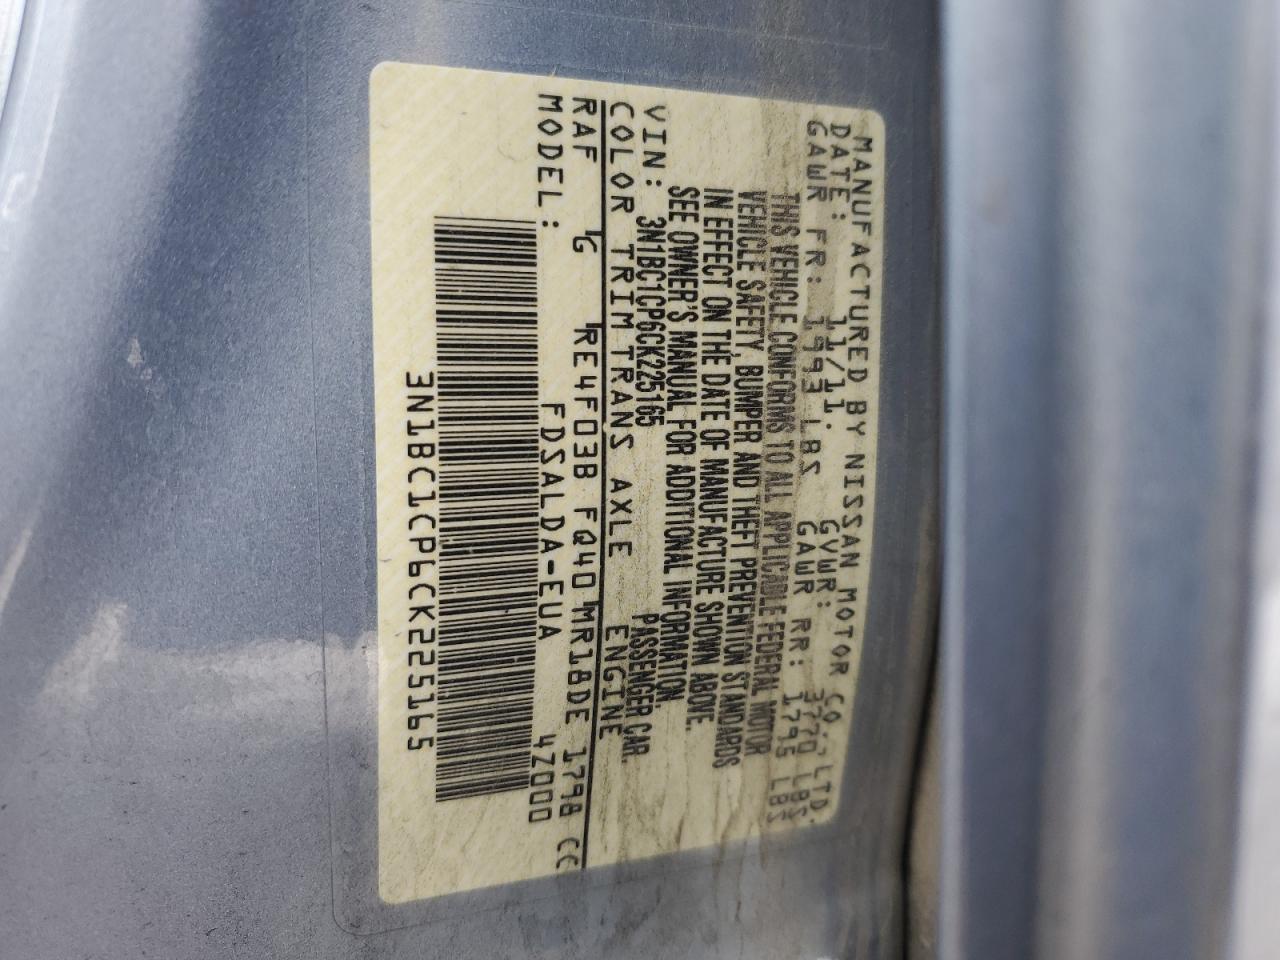 MANUFACTURED BY NISSAN MOTOR CO., LTD.
DATE: 11/11. GVWR: 3770 LBS
GAWR FR: 1993 LBS GAWR RR: 1795 LBS
THIS VEHICLE CONFORMS TO ALL APPLICABLE FEDERAL MOTOR
VEHICLE SAFETY, BUMPER AND THEFT PREVENTION STANDARDS
IN EFFECT ON THE DATE OF MANUFACTURE SHOWN ABOVE.
SEE OWNER'S MANUAL FOR ADDITIONAL INFORMATION.
VIN: 3N1BC1CP6CK225165 PASSENGER CAR.
COLOR TRIM TRANS AXLE ENGINE
RAF G RE4F03B FQ40 MR18DE 1798 CC
MODEL: FDSALDA-EUA 4Z000
3N1BC1CP6CK225165